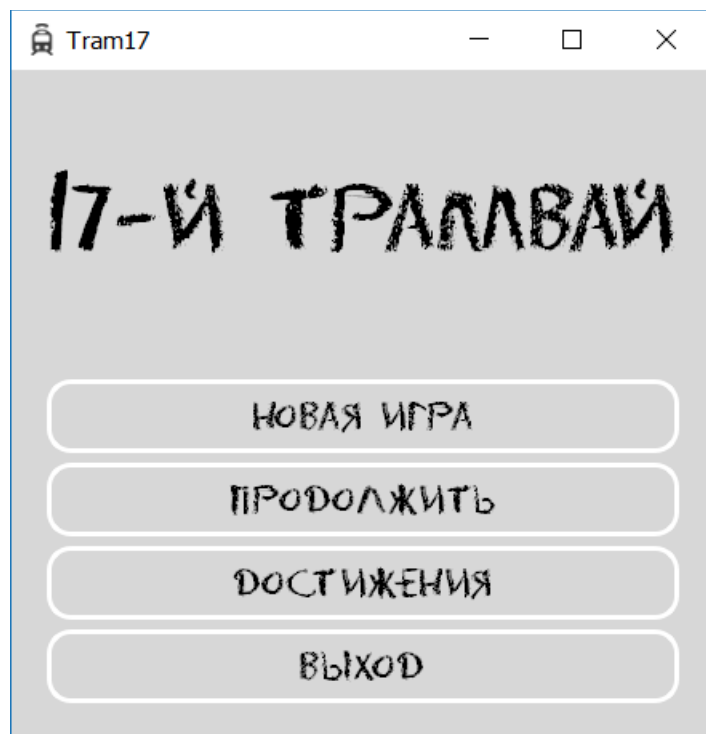 Tram17
17-Й ТРАМВАЙ
НОВАЯ ИГРА
ПРОДОЛЖИТЬ
ДОСТИЖЕНИЯ
ВЫХОД